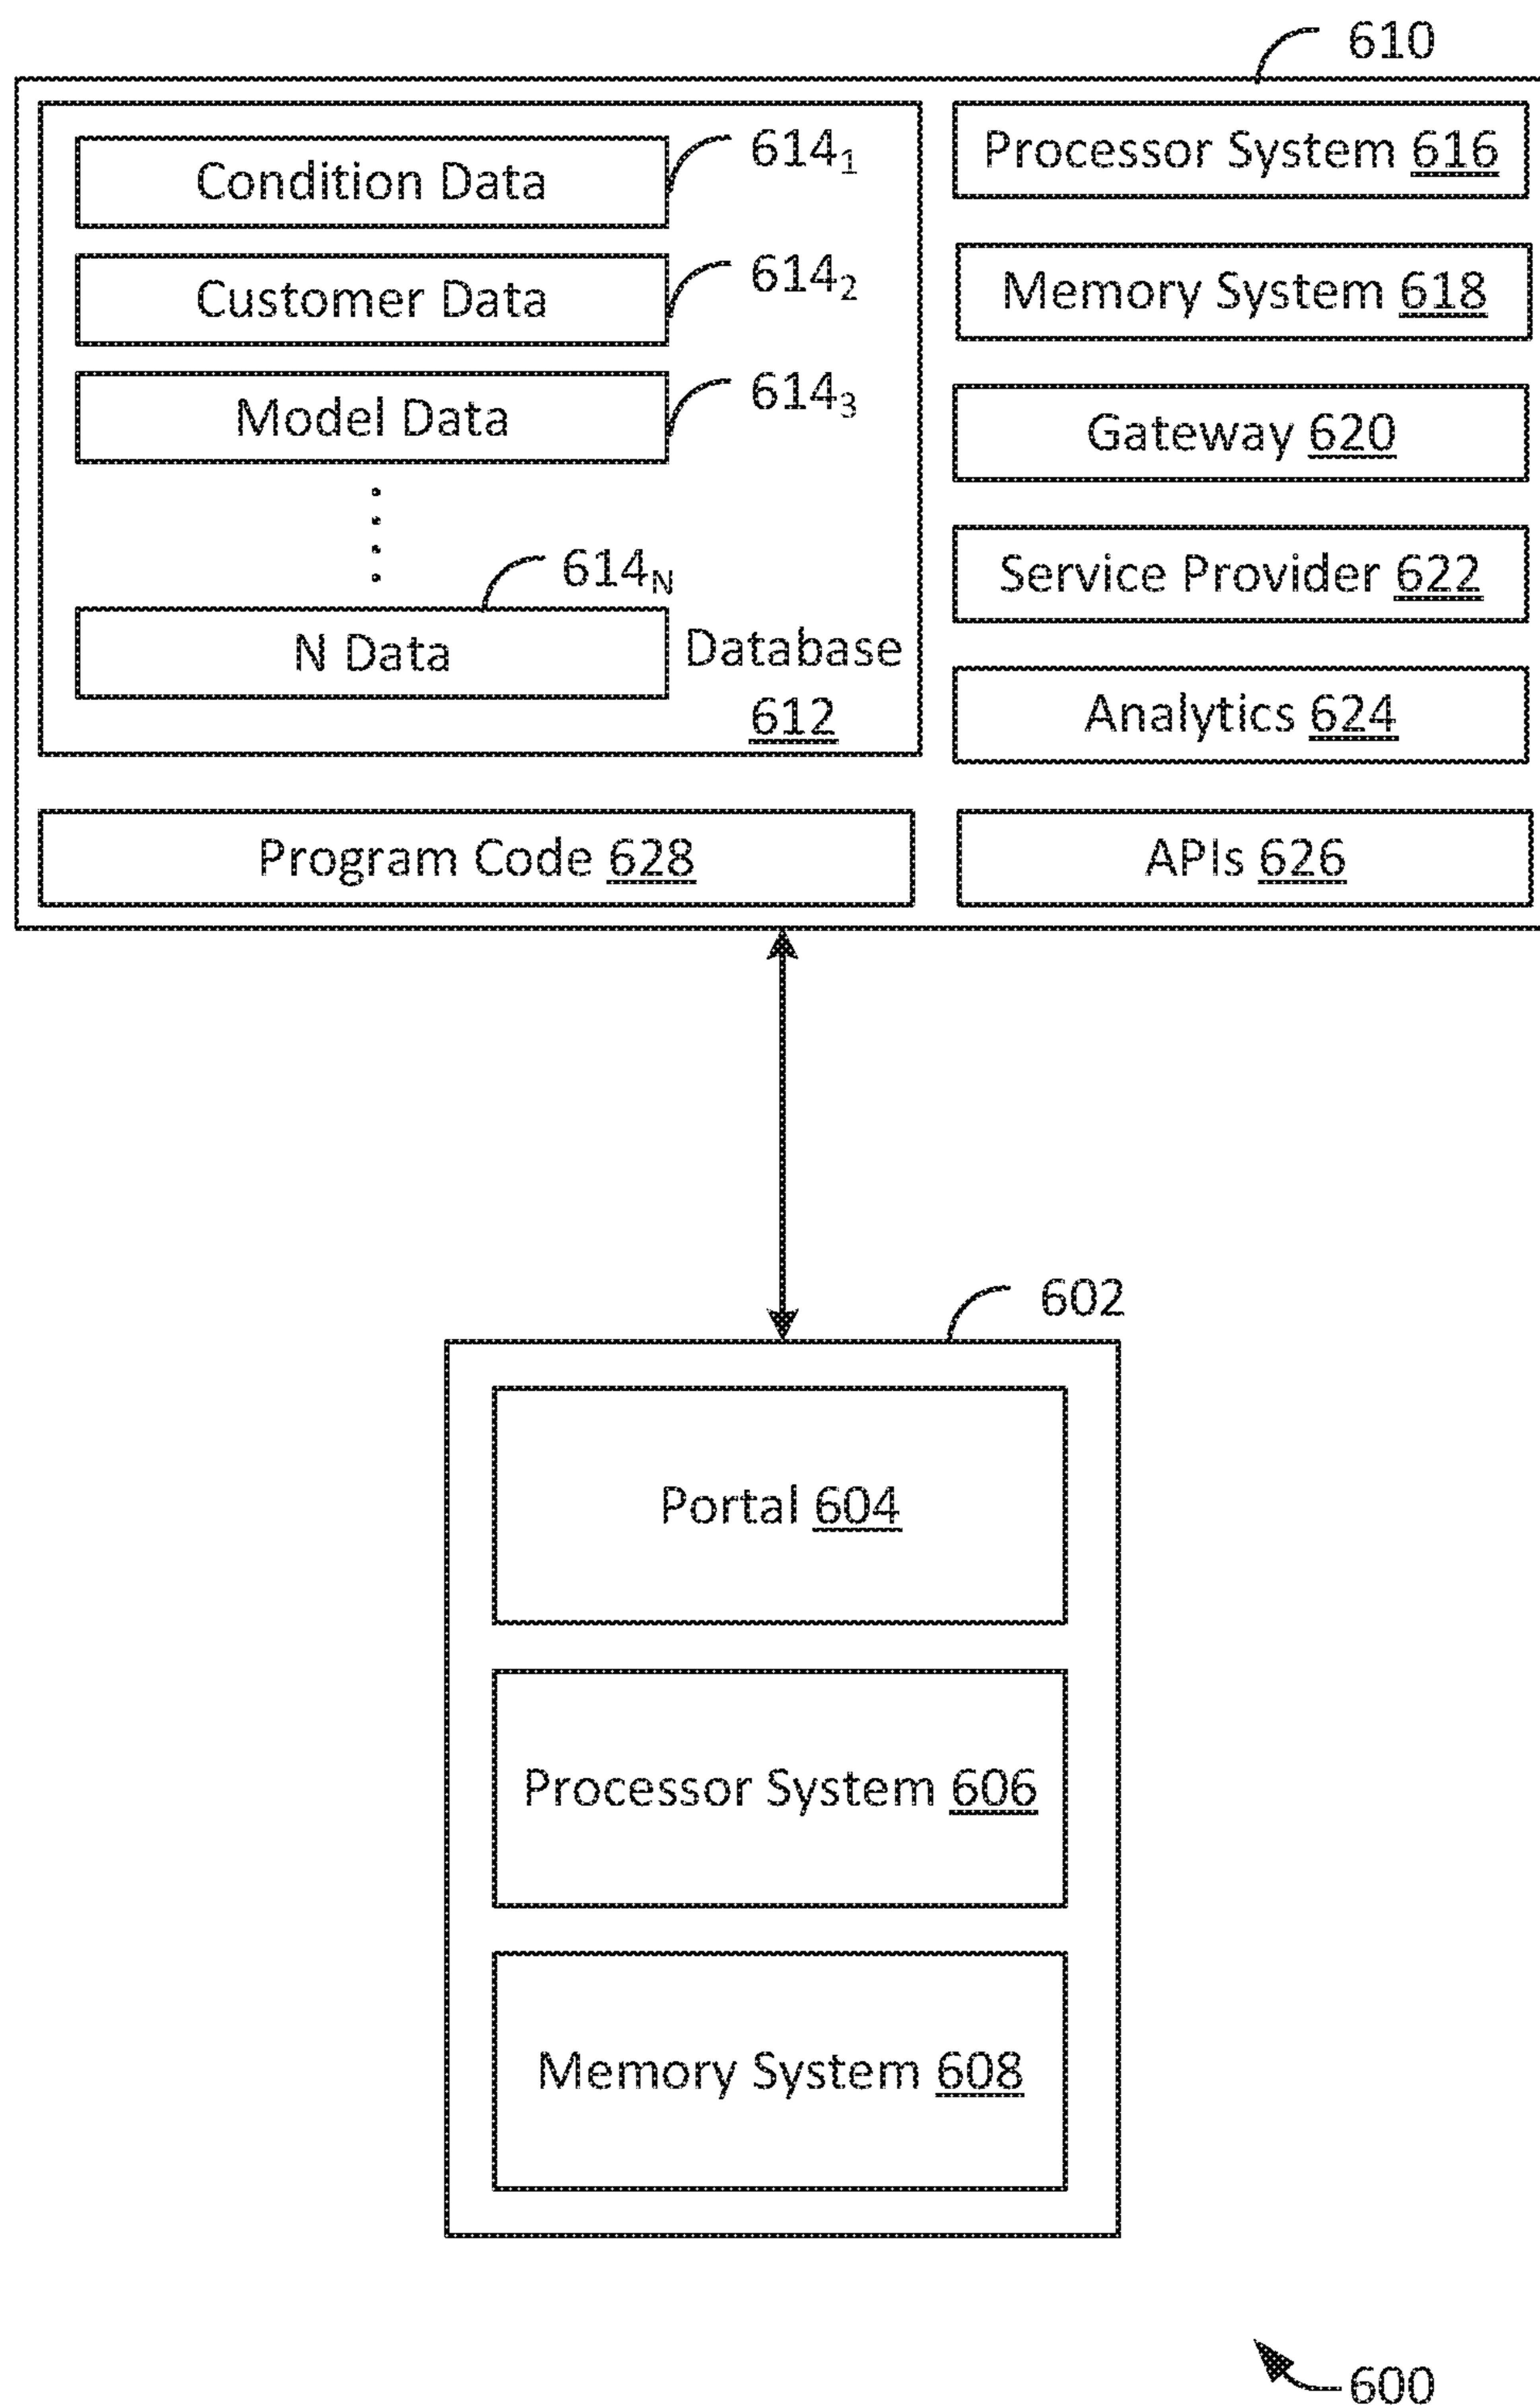 610
Condition Data
614₁
Customer Data
614₂
Model Data
614₃
614N
N Data
Database
612
Processor System 616
Memory System 618
Gateway 620
Service Provider 622
Analytics 624
Program Code 628
APIs 626
602
Portal 604
Processor System 606
Memory System 608
600